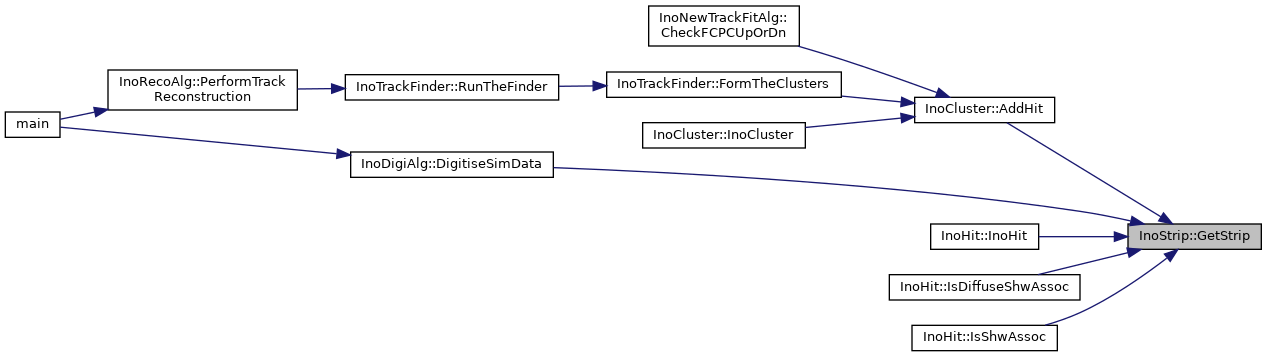 InoNewTrackFitAlg::
CheckFCPCUpOrDn
InoRecoAlg::PerformTrack
Reconstruction
InoTrackFinder::RunTheFinder
InoTrackFinder::FormTheClusters
InoCluster::AddHit
main
InoCluster::InoCluster
InoDigiAlg::DigitiseSimData
InoHit::InoHit
InoStrip::GetStrip
InoHit::IsDiffuseShwAssoc
InoHit::IsShwAssoc